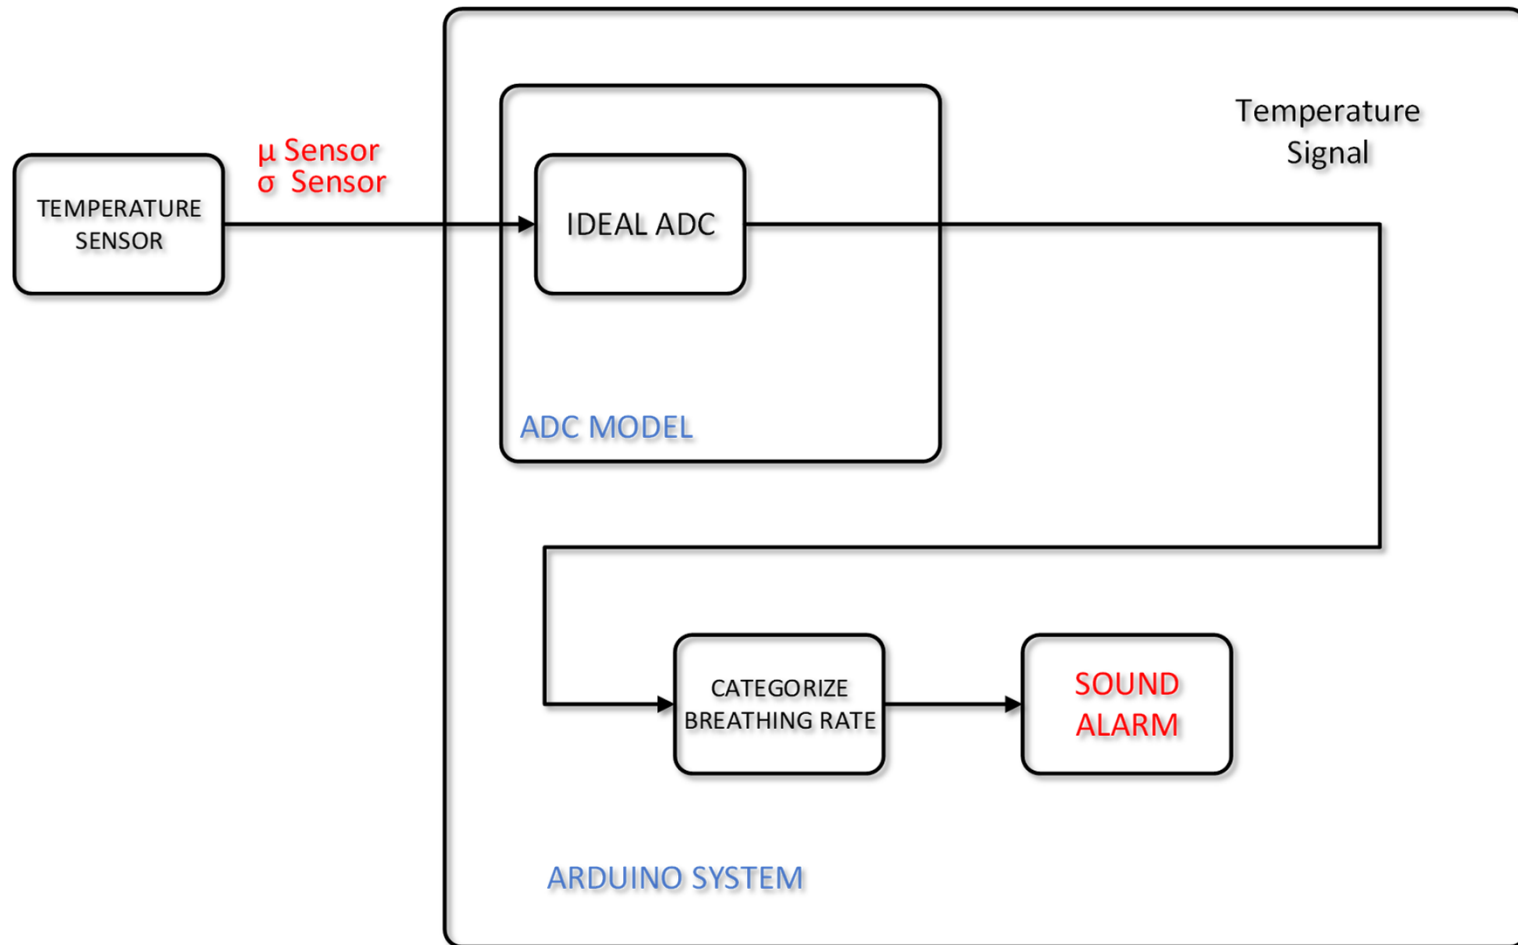 μ Sensor
σ Sensor
TEMPERATURE
SENSOR
IDEAL ADC
Temperature
Signal
ADC MODEL
CATEGORIZE
BREATHING RATE
SOUND
ALARM
ARDUINO SYSTEM